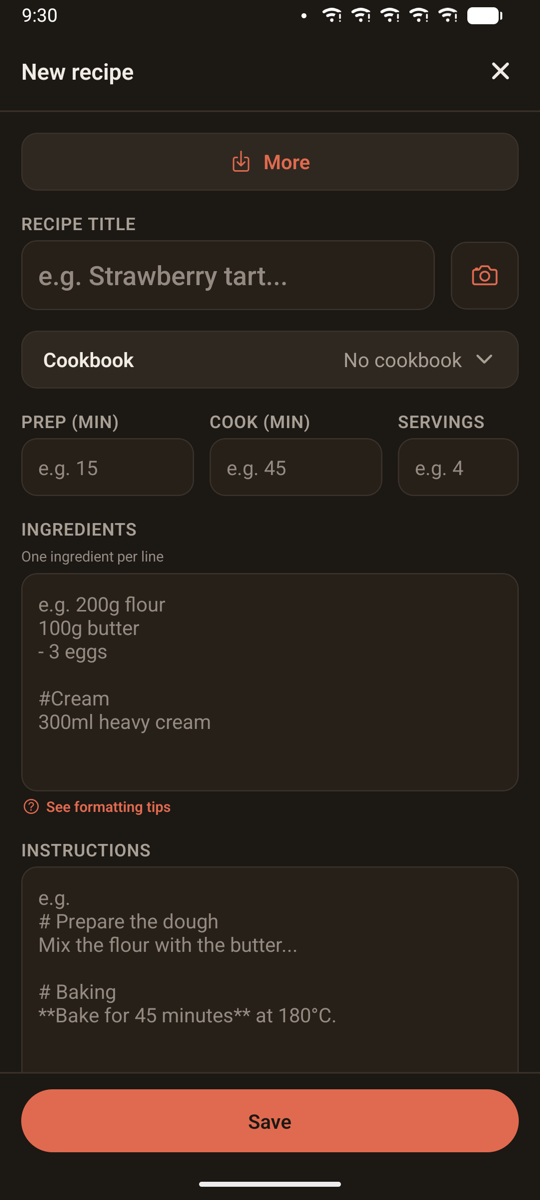 9:30
New recipe
More
RECIPE TITLE
e.g. Strawberry tart...
Cookbook
No cookbook
PREP (MIN)
COOK (MIN)
SERVINGS
e.g. 15
e.g. 45
e.g. 4
INGREDIENTS
One ingredient per line
e.g. 200g flour
100g butter
- 3 eggs
#Cream
300ml heavy cream
See formatting tips
INSTRUCTIONS
e.g.
# Prepare the dough
Mix the flour with the butter...
# Baking
**Bake for 45 minutes** at 180°C.
Save